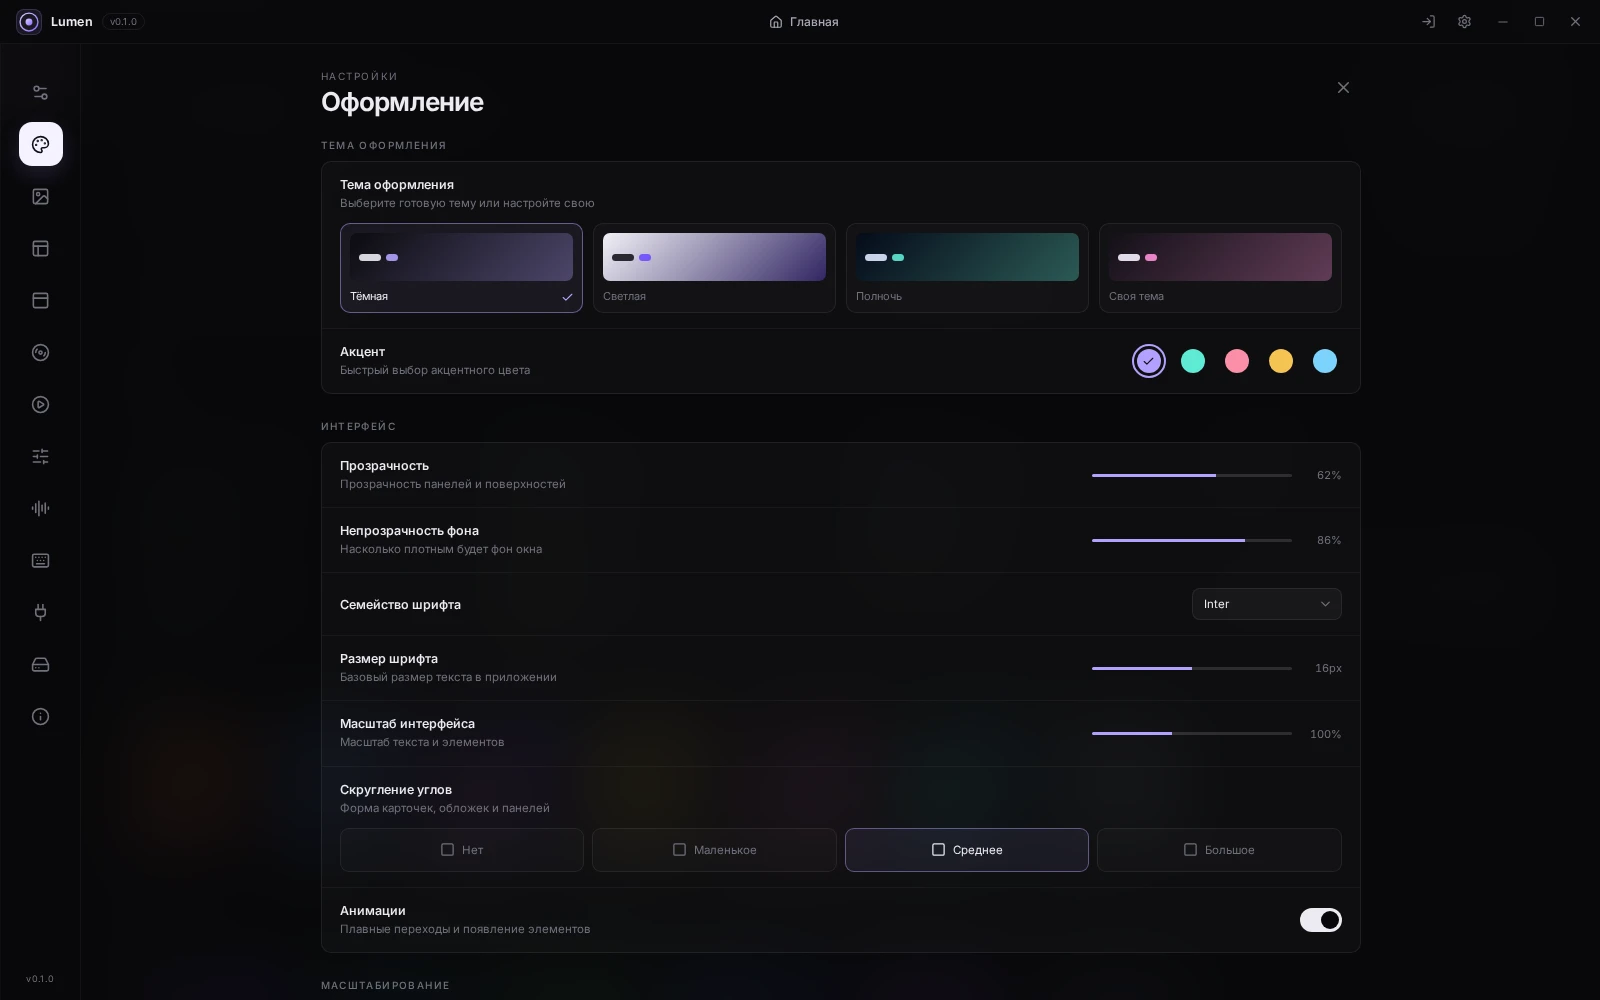 Lumen
v0.1.0
Главная
НАСТРОЙКИ
Оформление
ТЕМА ОФОРМЛЕНИЯ
Тема оформления
Выберите готовую тему или настройте свою
Тёмная
Светлая
Полночь
Своя тема
Акцент
Быстрый выбор акцентного цвета
ИНТЕРФЕЙС
Прозрачность
Прозрачность панелей и поверхностей
62%
Непрозрачность фона
Насколько плотным будет фон окна
86%
Семейство шрифта
Inter
Размер шрифта
Базовый размер текста в приложении
16px
Масштаб интерфейса
Масштаб текста и элементов
100%
Скругление углов
Форма карточек, обложек и панелей
Нет
Маленькое
Среднее
Большое
Анимации
Плавные переходы и появление элементов
МАСШТАБИРОВАНИЕ
v0.1.0